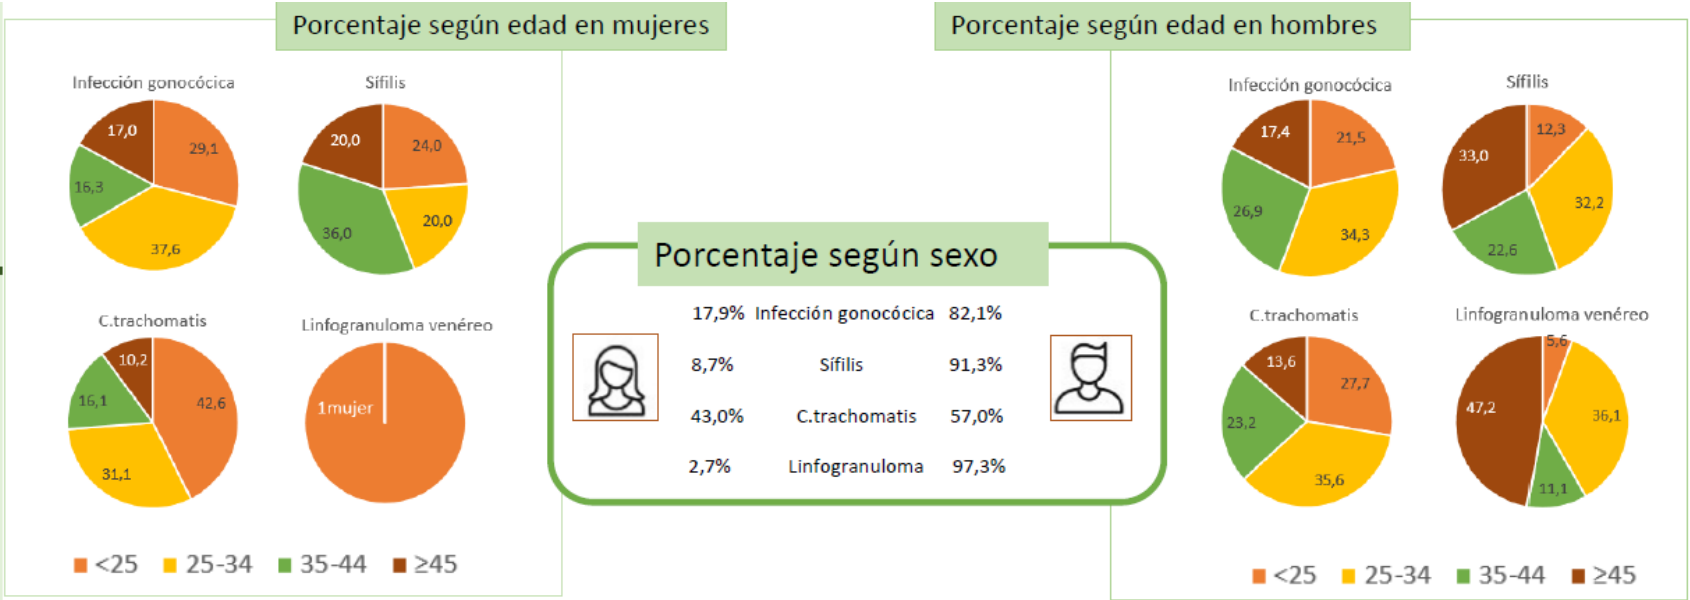 Porcentaje según edad en mujeres
Infección gonocócica
17,0
29,1
16,3
37,6
Sífilis
20,0
24,0
36,0
20,0
C.trachomatis
10,2
42,6
16,1
31,1
Linfogranuloma venéreo
1mujer
<25 25-34 35-44 ≥45
Porcentaje según sexo
17,9% Infección gonocócica 82,1%
8,7% Sífilis 91,3%
43,0% C.trachomatis 57,0%
2,7% Linfogranuloma 97,3%
Porcentaje según edad en hombres
Infección gonocócica
17,4
21,5
26,9
34,3
Sífilis
12,3
33,0
32,2
22,6
C.trachomatis
13,6
27,7
23,2
35,6
Linfogranuloma venéreo
5,6
47,2
36,1
11,1
<25 25-34 35-44 ≥45